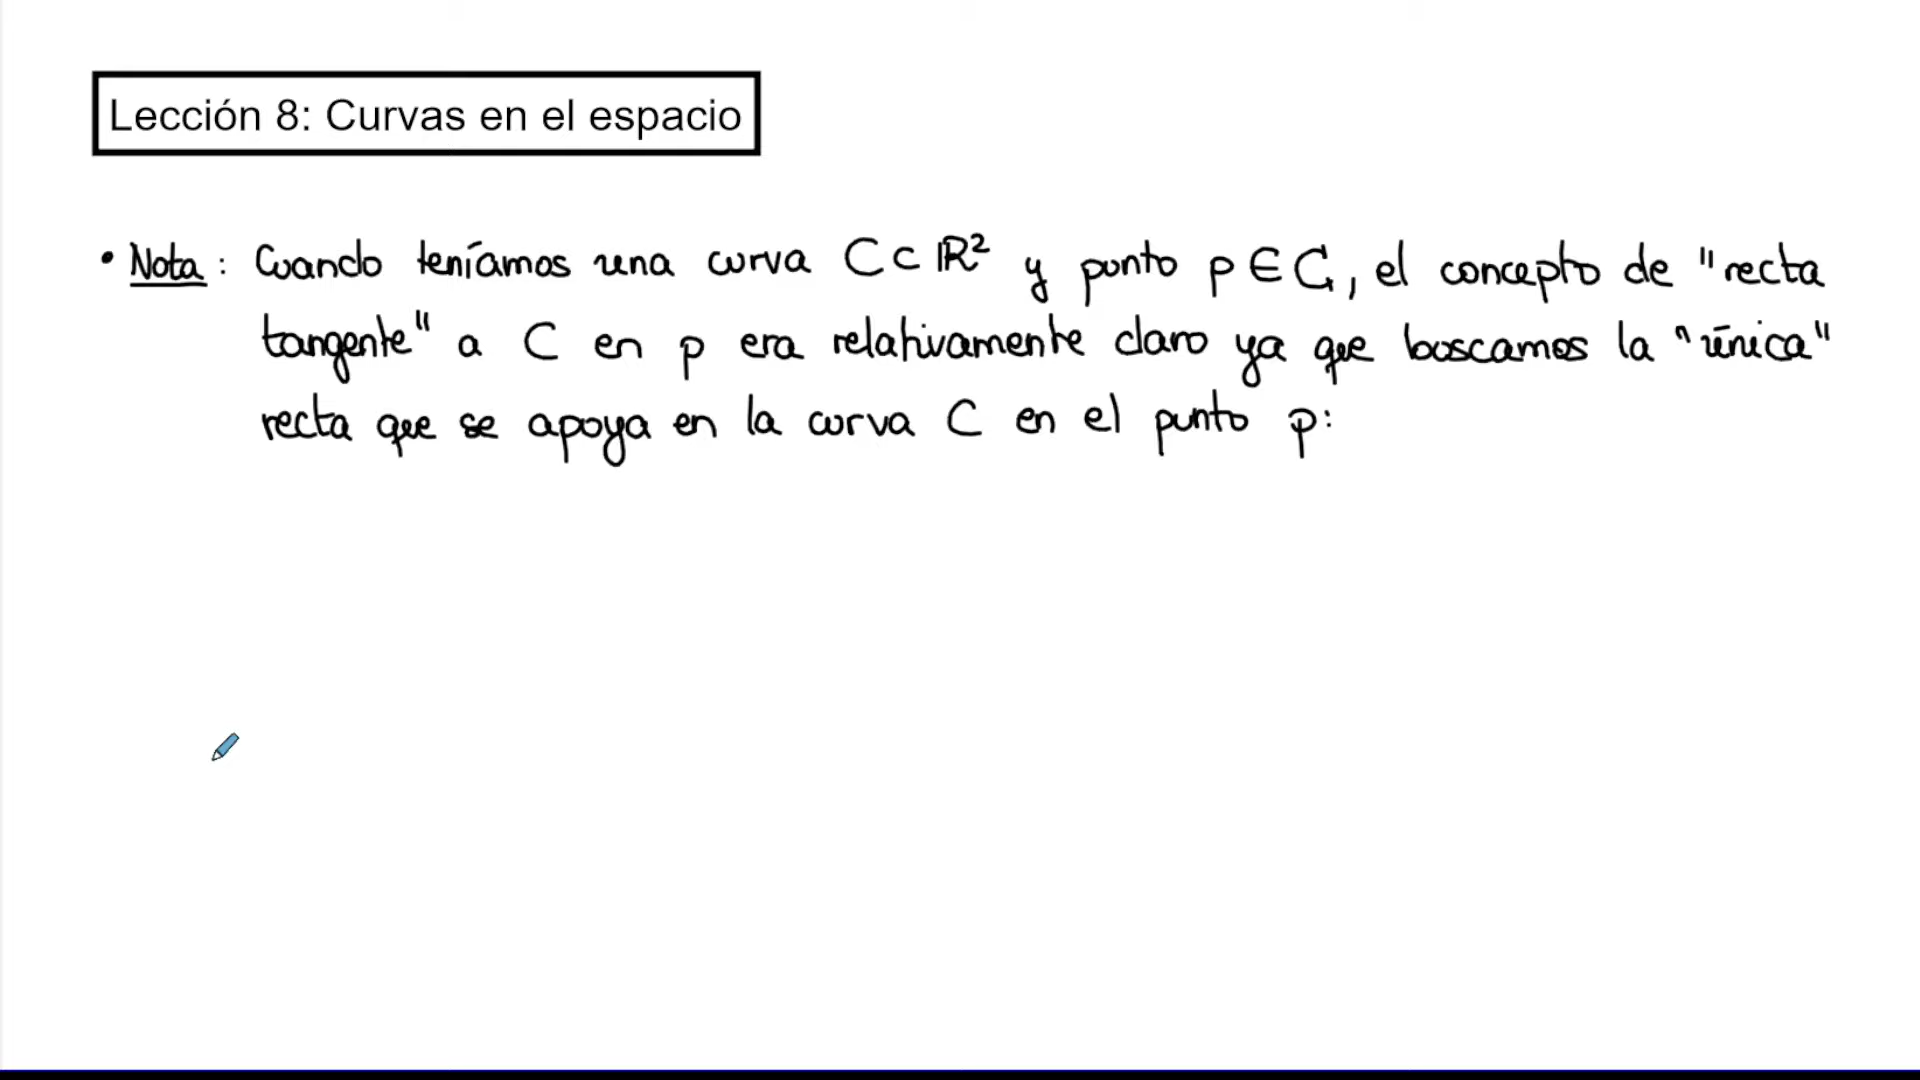 Lección 8: Curvas en el espacio
• Nota: Cuando teníamos una curva C ⊂ ℝ² y punto p ∈ C, el concepto de "recta
tangente" a C en p era relativamente claro ya que buscamos la "única"
recta que se apoya en la curva C en el punto p: